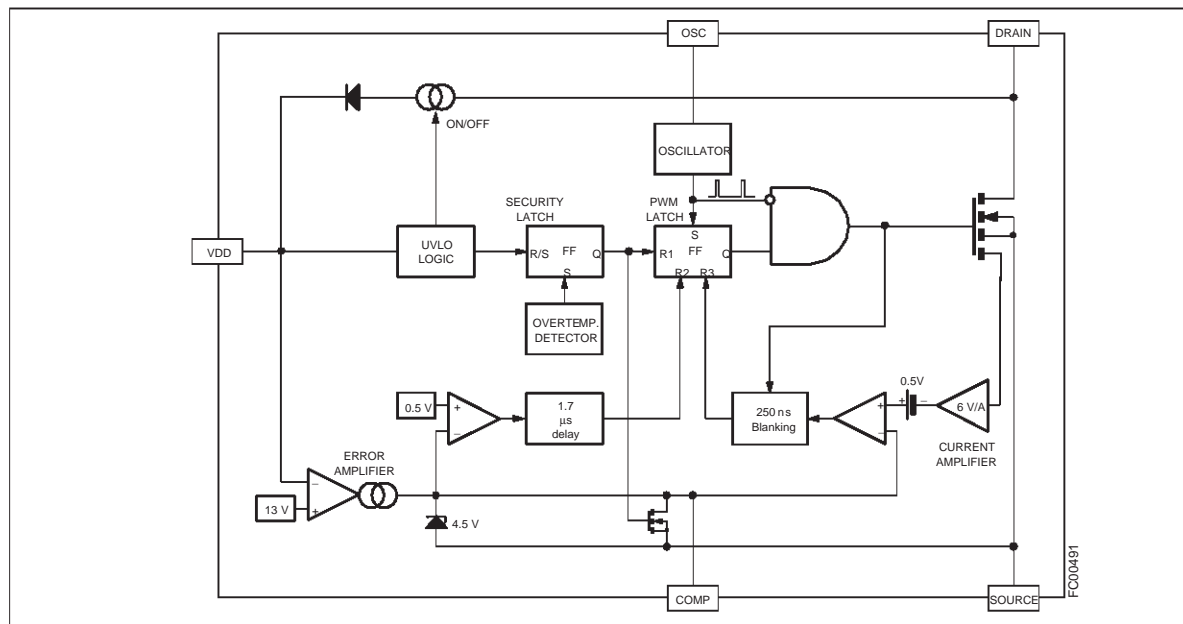 OSC
DRAIN
ON/OFF
OSCILLATOR
SECURITY
LATCH
PWM
LATCH
VDD
UVLO
LOGIC
R/S
FF
Q
S
R1
S
FF
Q
R2
R3
OVERTEMP.
DETECTOR
0.5 V
+
–
1.7
μs
delay
250 ns
Blanking
+
–
0.5V
+
–
6 V/A
CURRENT
AMPLIFIER
ERROR
AMPLIFIER
13 V
–
+
4.5 V
COMP
SOURCE
FC00491